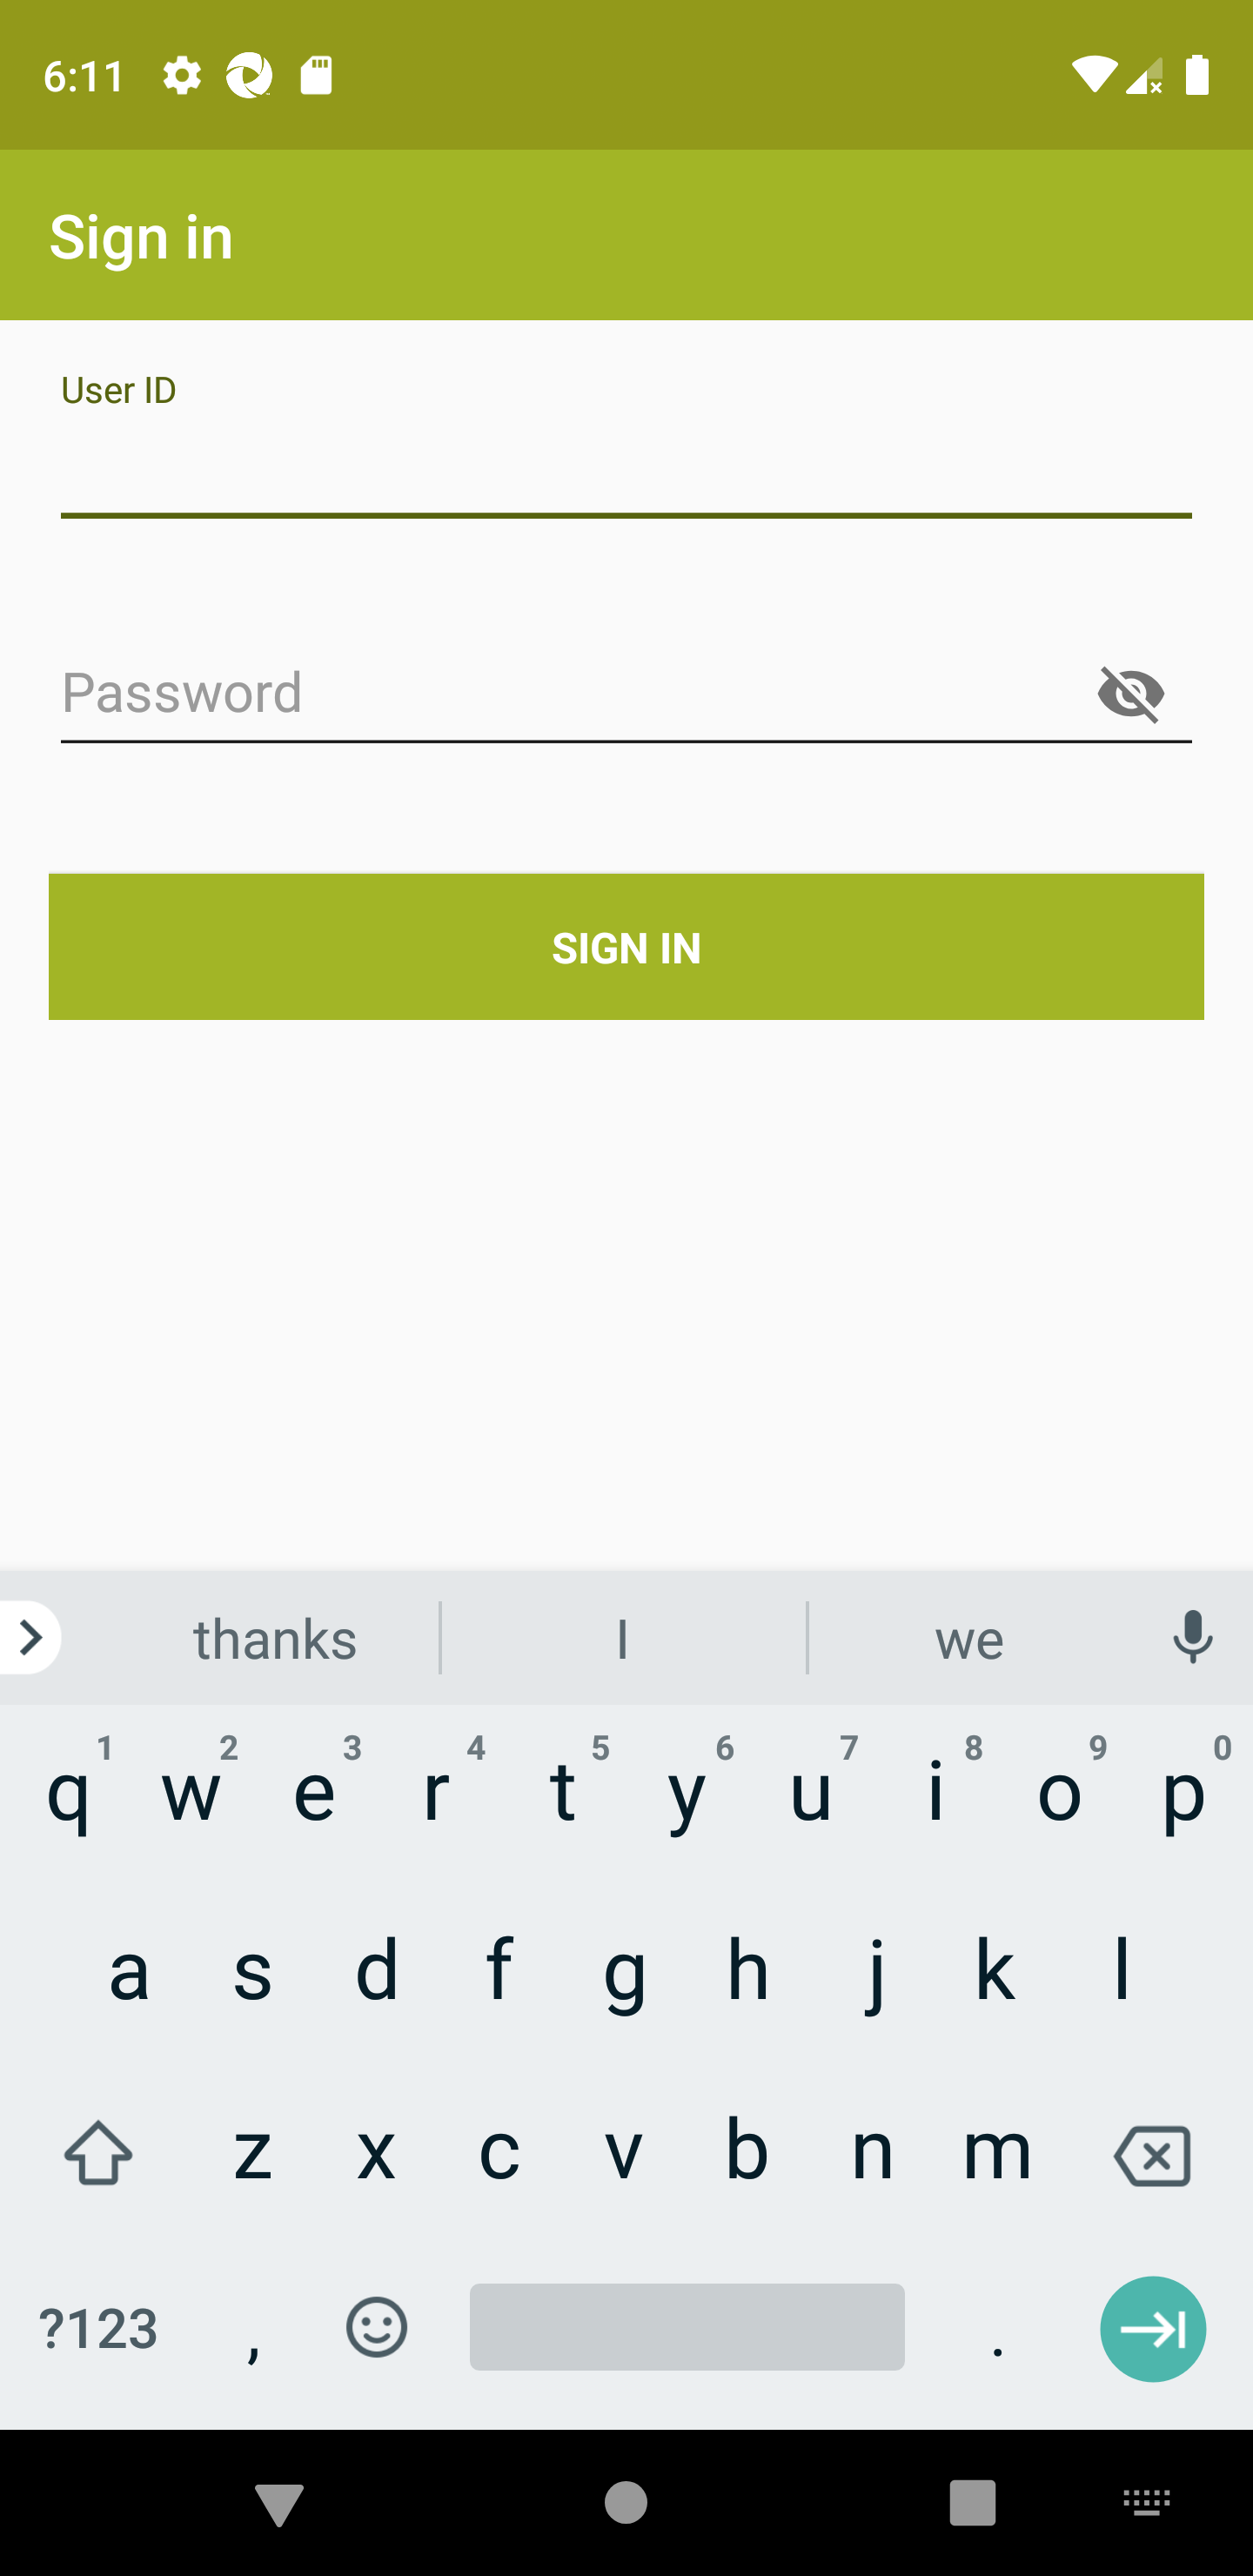 6:11
Sign in
User ID
Password
SIGN IN
thanks I we
1 2 3 4 5 6 7 8 9 0
q w e r t y u i o p
a s d f g h j k l
z x c v b n m
?123 , .